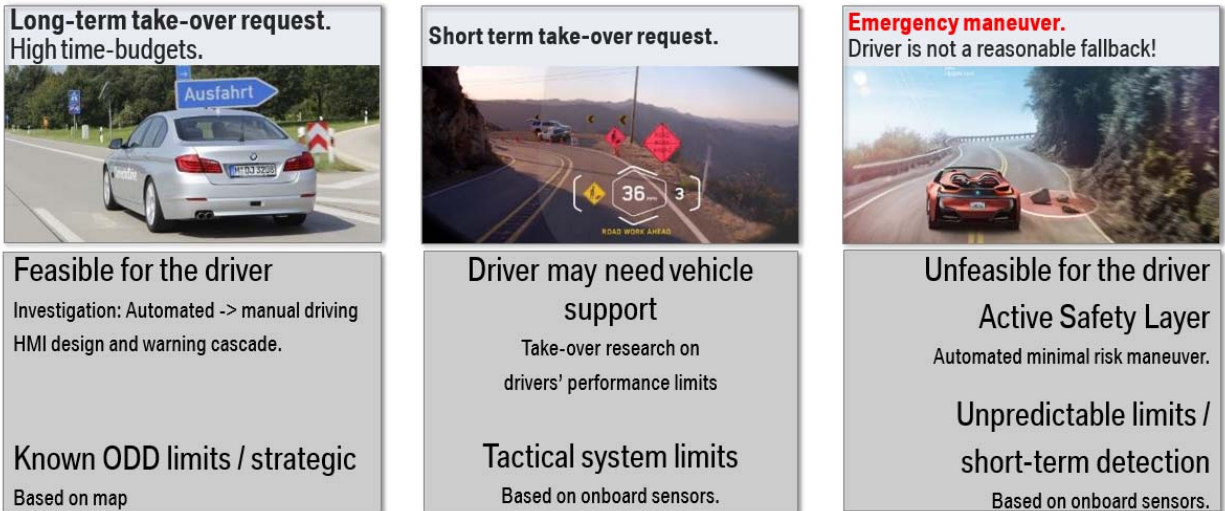 Long-term take-over request.
High time-budgets.
Ausfahrt
Feasible for the driver
Investigation: Automated -> manual driving
HMI design and warning cascade.
Known ODD limits / strategic
Based on map
Short term take-over request.
36 MPH
3
ROAD WORK AHEAD
Driver may need vehicle
support
Take-over research on
drivers' performance limits
Tactical system limits
Based on onboard sensors.
Emergency maneuver.
Driver is not a reasonable fallback!
Unfeasible for the driver
Active Safety Layer
Automated minimal risk maneuver.
Unpredictable limits /
short-term detection
Based on onboard sensors.